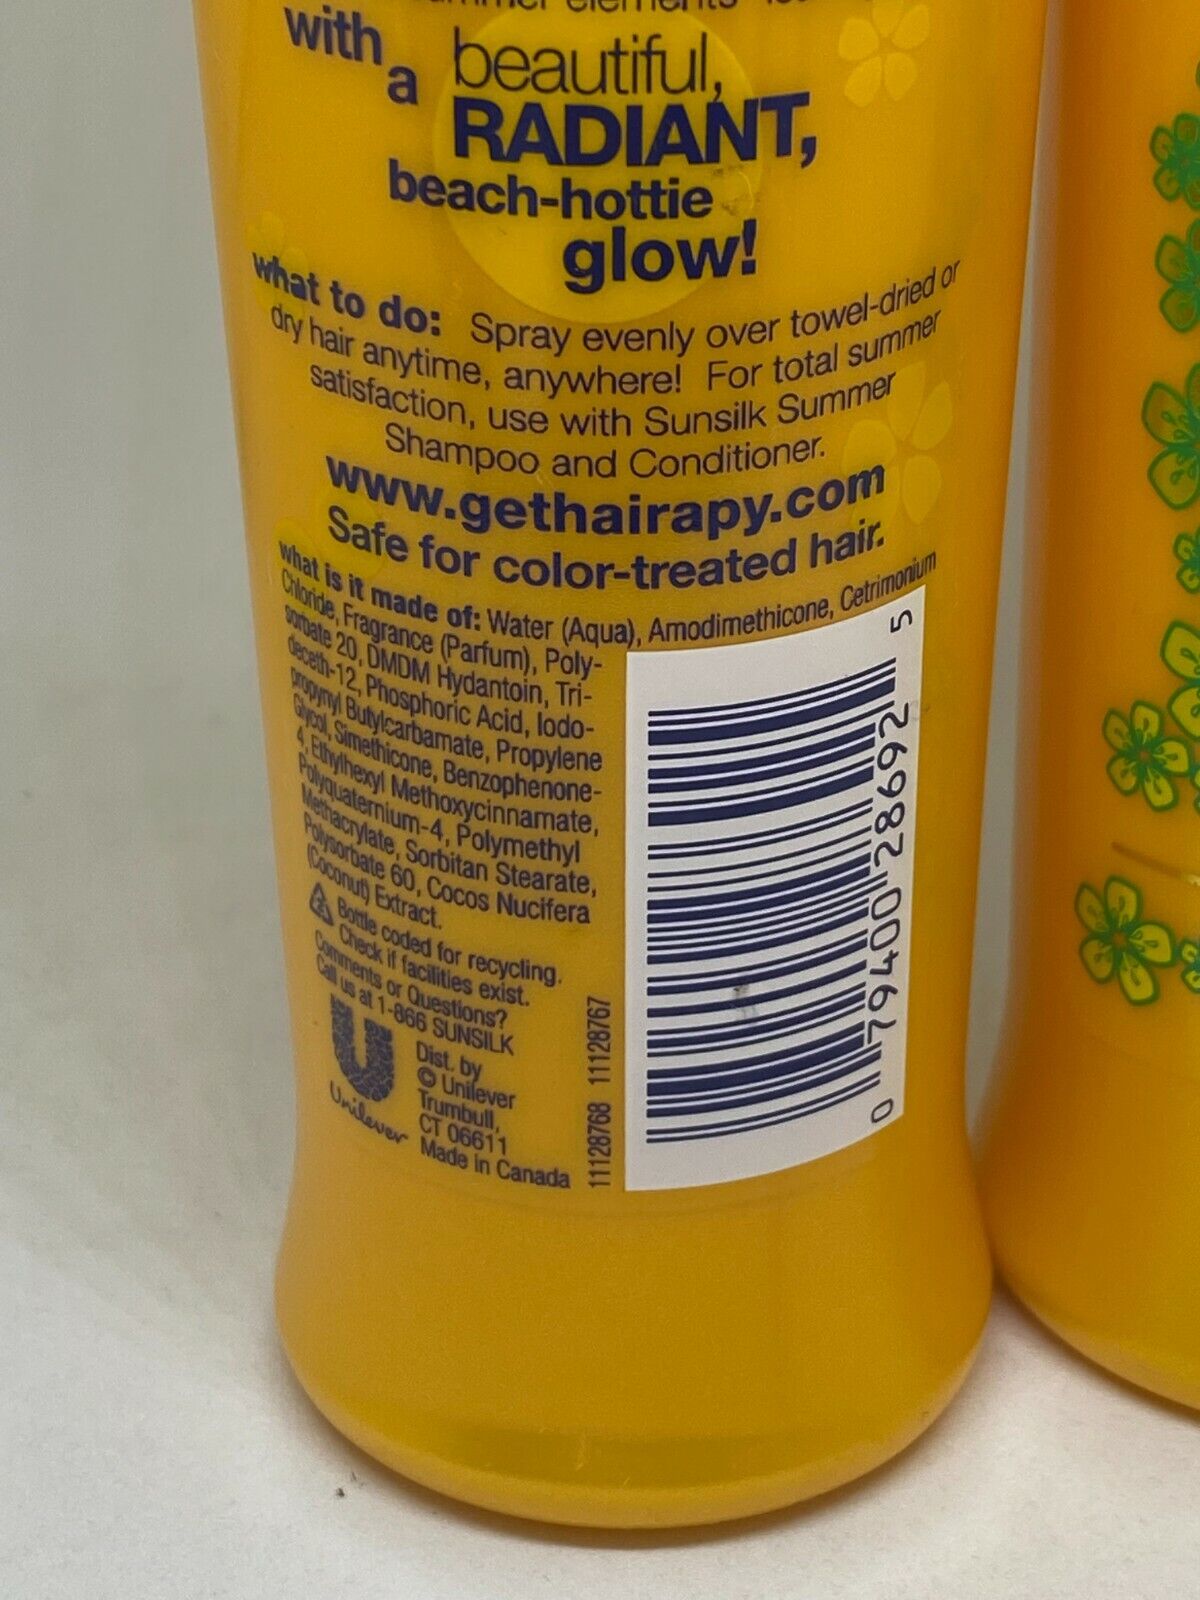 summer elements
with a beautiful,
RADIANT,
beach-hottie
glow!
what to do: Spray evenly over towel-dried or
dry hair anytime, anywhere! For total summer
satisfaction, use with Sunsilk Summer
Shampoo and Conditioner.
www.gethairapy.com
Safe for color-treated hair.
what is it made of: Water (Aqua), Amodimethicone, Cetrimonium
Chloride, Fragrance (Parfum), Poly-
sorbate 20, DMDM Hydantoin, Tri-
deceth-12, Phosphoric Acid, Iodo-
propynyl Butylcarbamate, Propylene
Glycol, Simethicone, Benzophenone-
4, Ethylhexyl Methoxycinnamate,
Polyquaternium-4, Polymethyl
Methacrylate, Sorbitan Stearate,
Polysorbate 60, Cocos Nucifera
(Coconut) Extract.
Bottle coded for recycling.
Check if facilities exist.
Comments or Questions?
Call us at 1-866 SUNSILK
Unilever
Dist. by
© Unilever
Trumbull,
CT 06611
Made in Canada
11128768 11128767
0 79400 28692 5